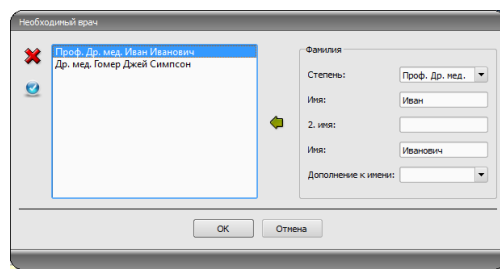 Необходимый врач
Проф. Др. мед. Иван Иванович
Др. мед. Гомер Джей Симпсон
Фамилия
Степень: Проф. Др. мед.
Имя: Иван
2. имя:
Имя: Иванович
Дополнение к имени:
OK Отмена